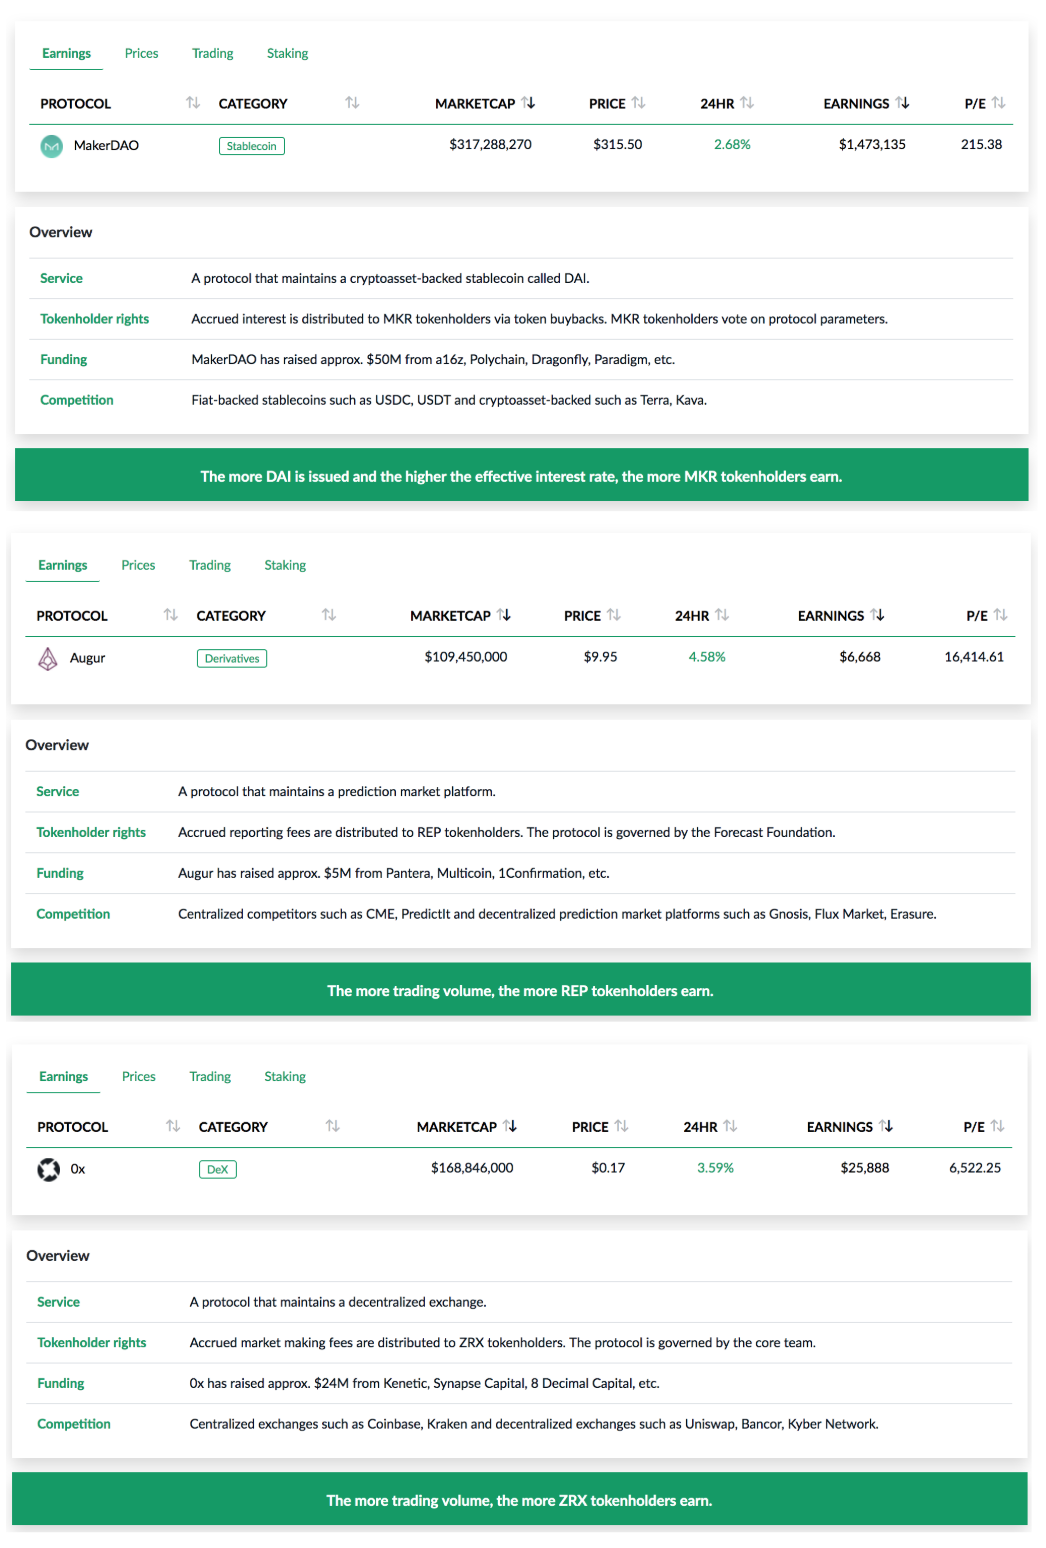 Earnings Prices Trading Staking
PROTOCOL CATEGORY MARKETCAP PRICE 24HR EARNINGS P/E
MakerDAO Stablecoin $317,288,270 $315.50 2.68% $1,473,135 215.38
Overview
Service A protocol that maintains a cryptoasset-backed stablecoin called DAI.
Tokenholder rights Accrued interest is distributed to MKR tokenholders via token buybacks. MKR tokenholders vote on protocol parameters.
Funding MakerDAO has raised approx. $50M from a16z, Polychain, Dragonfly, Paradigm, etc.
Competition Fiat-backed stablecoins such as USDC, USDT and cryptoasset-backed such as Terra, Kava.
The more DAI is issued and the higher the effective interest rate, the more MKR tokenholders earn.
Earnings Prices Trading Staking
PROTOCOL CATEGORY MARKETCAP PRICE 24HR EARNINGS P/E
Augur Derivatives $109,450,000 $9.95 4.58% $6,668 16,414.61
Overview
Service A protocol that maintains a prediction market platform.
Tokenholder rights Accrued reporting fees are distributed to REP tokenholders. The protocol is governed by the Forecast Foundation.
Funding Augur has raised approx. $5M from Pantera, Multicoin, 1Confirmation, etc.
Competition Centralized competitors such as CME, PredictIt and decentralized prediction market platforms such as Gnosis, Flux Market, Erasure.
The more trading volume, the more REP tokenholders earn.
Earnings Prices Trading Staking
PROTOCOL CATEGORY MARKETCAP PRICE 24HR EARNINGS P/E
0x DeX $168,846,000 $0.17 3.59% $25,888 6,522.25
Overview
Service A protocol that maintains a decentralized exchange.
Tokenholder rights Accrued market making fees are distributed to ZRX tokenholders. The protocol is governed by the core team.
Funding 0x has raised approx. $24M from Kenetic, Synapse Capital, 8 Decimal Capital, etc.
Competition Centralized exchanges such as Coinbase, Kraken and decentralized exchanges such as Uniswap, Bancor, Kyber Network.
The more trading volume, the more ZRX tokenholders earn.